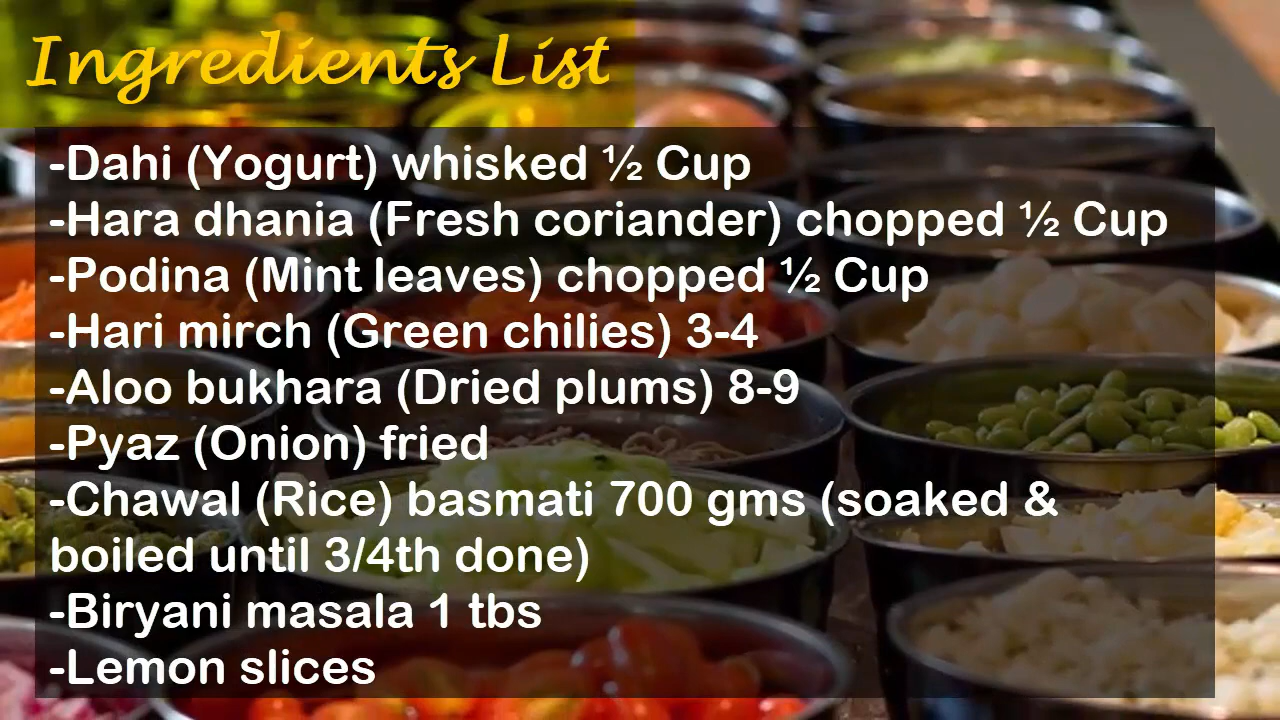 Ingredients List
-Dahi (Yogurt) whisked ½ Cup
-Hara dhania (Fresh coriander) chopped ½ Cup
-Podina (Mint leaves) chopped ½ Cup
-Hari mirch (Green chilies) 3-4
-Aloo bukhara (Dried plums) 8-9
-Pyaz (Onion) fried
-Chawal (Rice) basmati 700 gms (soaked &
boiled until 3/4th done)
-Biryani masala 1 tbs
-Lemon slices